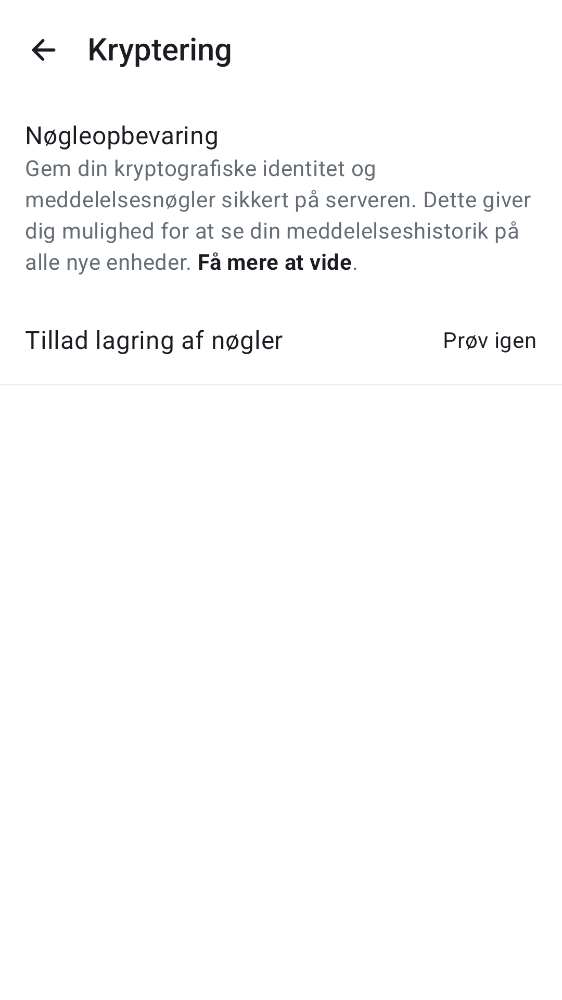 Kryptering
Nøgleopbevaring
Gem din kryptografiske identitet og
meddelelsesnøgler sikkert på serveren. Dette giver
dig mulighed for at se din meddelelseshistorik på
alle nye enheder. Få mere at vide.
Tillad lagring af nøgler Prøv igen